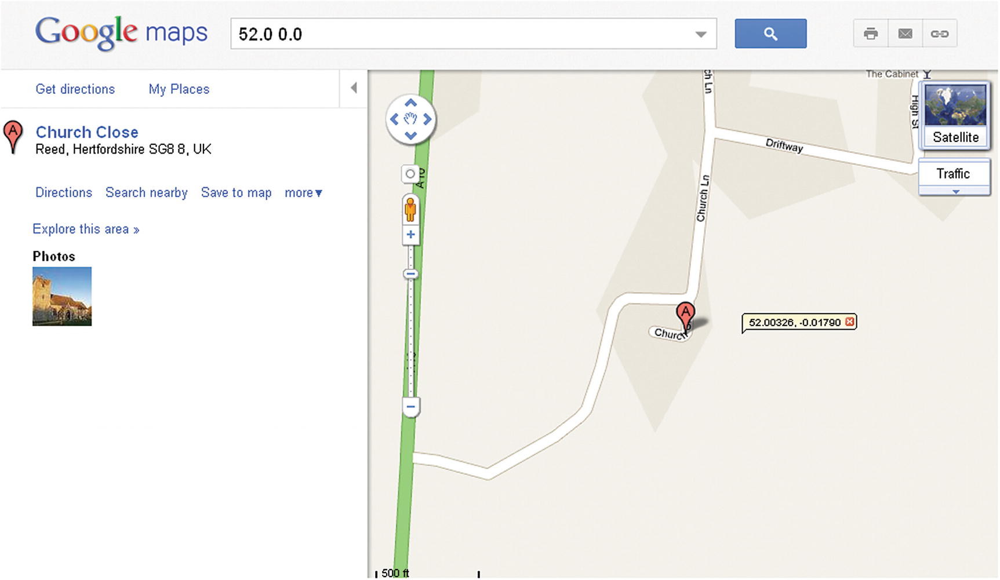 Google maps
52.0 0.0
Get directions
My Places
A
Church Close
Reed, Hertfordshire SG8 8, UK
Directions
Search nearby
Save to map
more
Explore this area »
Photos
The Cabinet
ch Ln
High St
Satellite
Driftway
Traffic
A10
Church Ln
A
Church
52.00326, -0.01790
500 ft